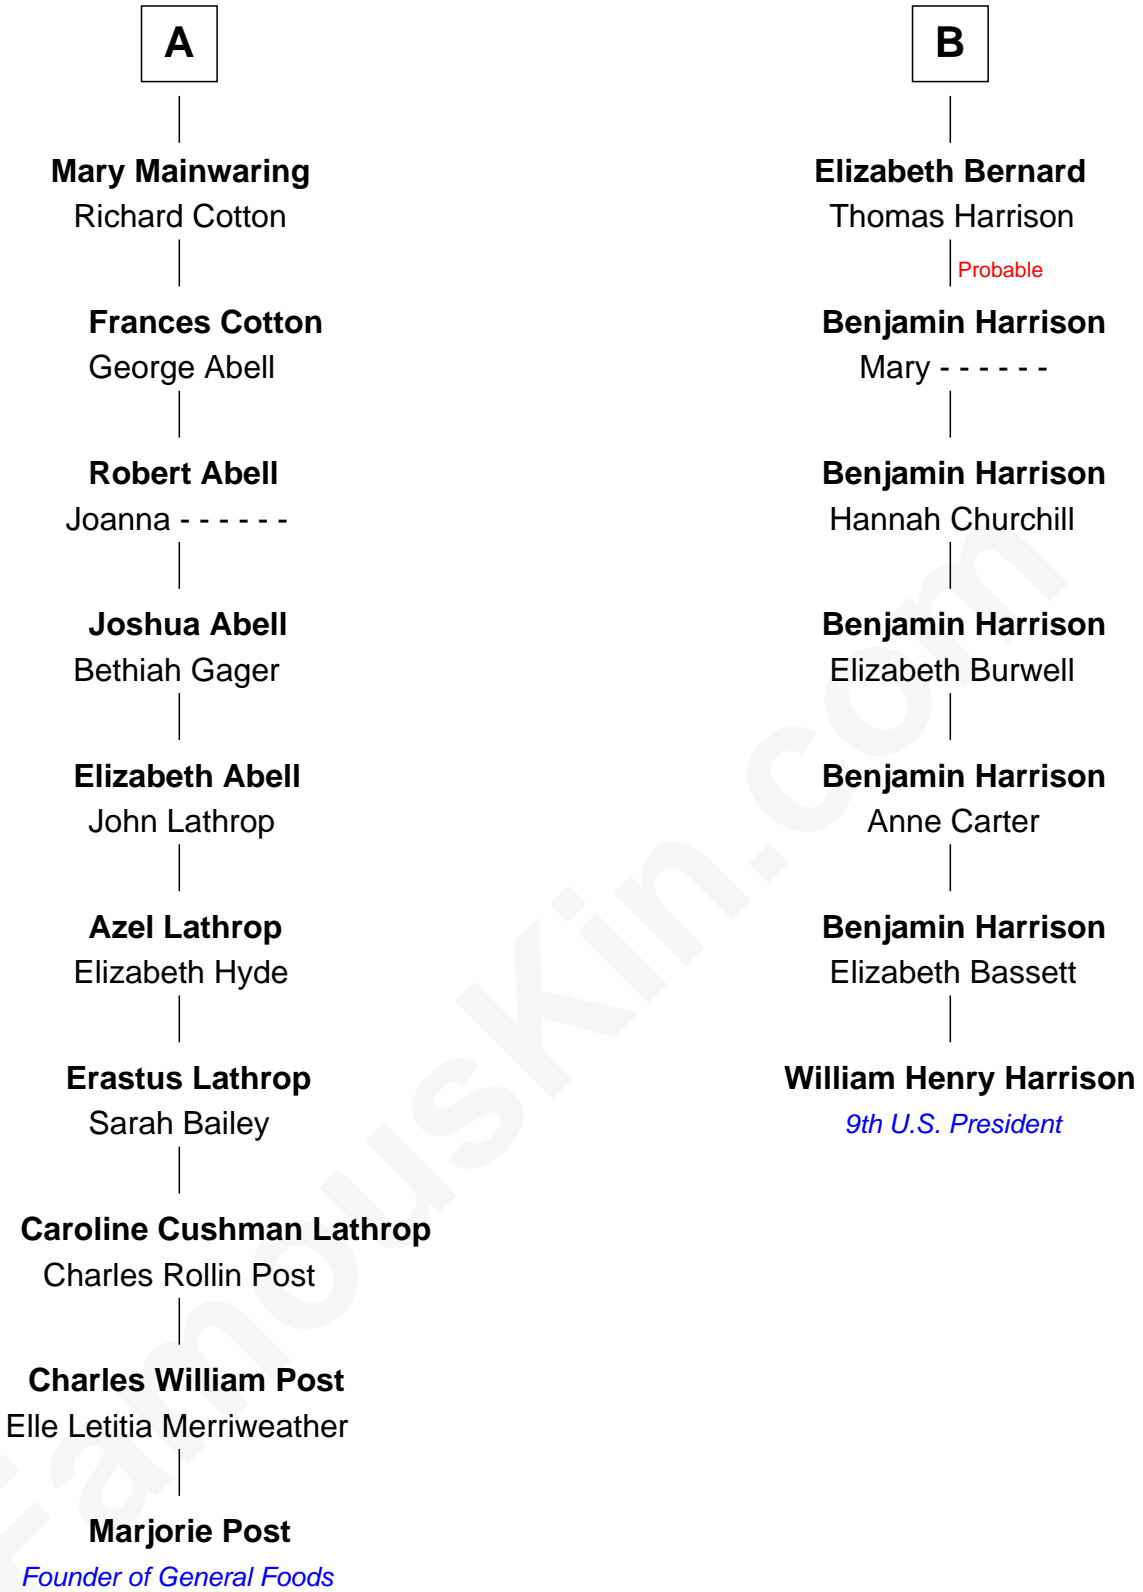 A
Mary Mainwaring
Richard Cotton
Frances Cotton
George Abell
Robert Abell
Joanna - - - - - -
Joshua Abell
Bethiah Gager
Elizabeth Abell
John Lathrop
Azel Lathrop
Elizabeth Hyde
Erastus Lathrop
Sarah Bailey
Caroline Cushman Lathrop
Charles Rollin Post
Charles William Post
Elle Letitia Merriweather
Marjorie Post
Founder of General Foods
B
Elizabeth Bernard
Thomas Harrison
Probable
Benjamin Harrison
Mary - - - - - -
Benjamin Harrison
Hannah Churchill
Benjamin Harrison
Elizabeth Burwell
Benjamin Harrison
Anne Carter
Benjamin Harrison
Elizabeth Bassett
William Henry Harrison
9th U.S. President
FamousKin.com